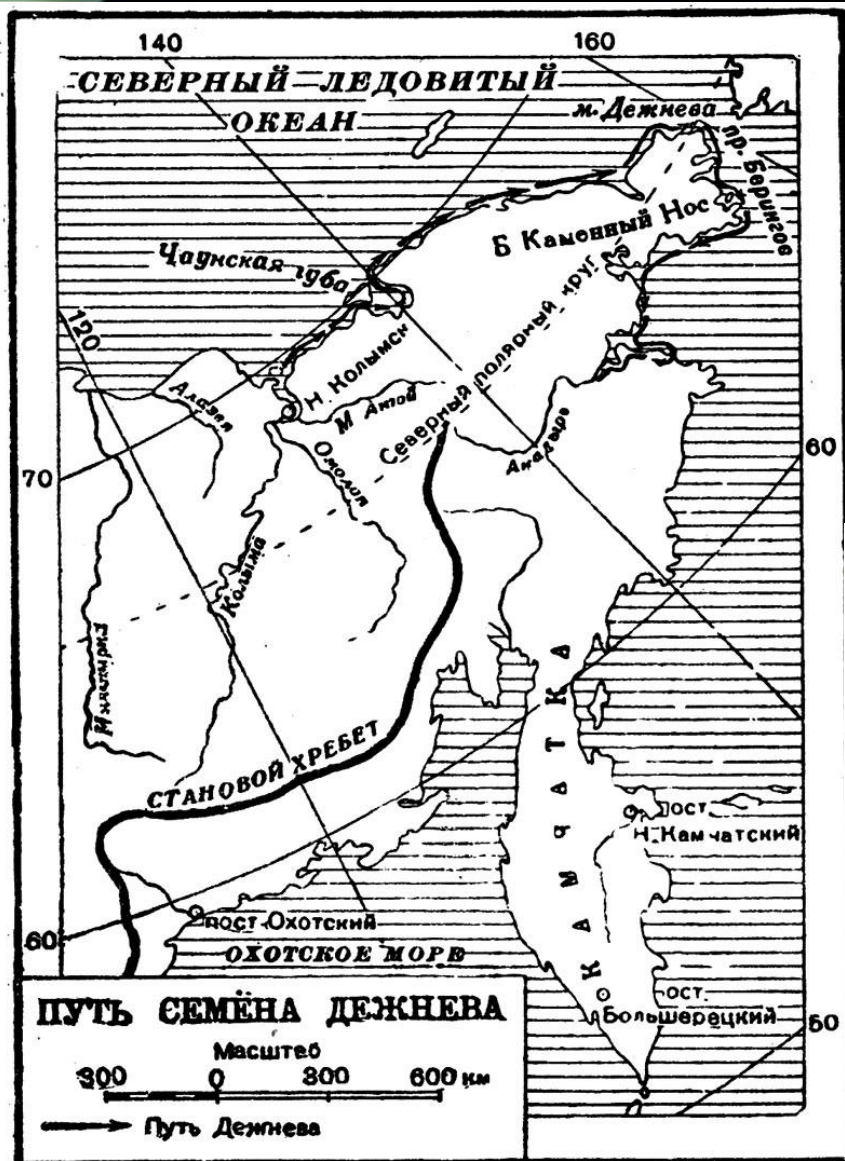 140 160
СЕВЕРНЫЙ ЛЕДОВИТЫЙ
ОКЕАН
м. Дежнева
пр. Берингов
Б Каменный Нос
Чаунская губа
120
Н. Колымск
Алазея
М Анюй
Северный полярный круг
Омолон
Анадырь
70
60
Колыма
Индигирка
СТАНОВОЙ ХРЕБЕТ
КАМЧАТКА
ост.
Н. Камчатский
пост Охотский
60
ОХОТСКОЕ МОРЕ
ост.
Большерецкий
50
ПУТЬ СЕМЁНА ДЕЖНЕВА
Масштаб
300 0 300 600 км
Путь Дежнева